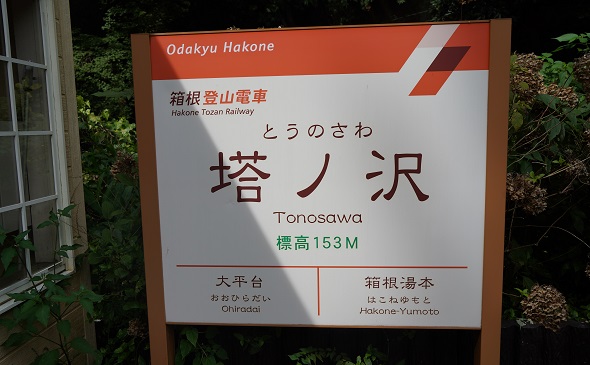 Odakyu Hakone
箱根登山電車
Hakone Tozan Railway
とうのさわ
塔ノ沢
Tonosawa
標高153M
大平台
おおひらだい
Ohiradai
箱根湯本
はこねゆもと
Hakone-Yumoto